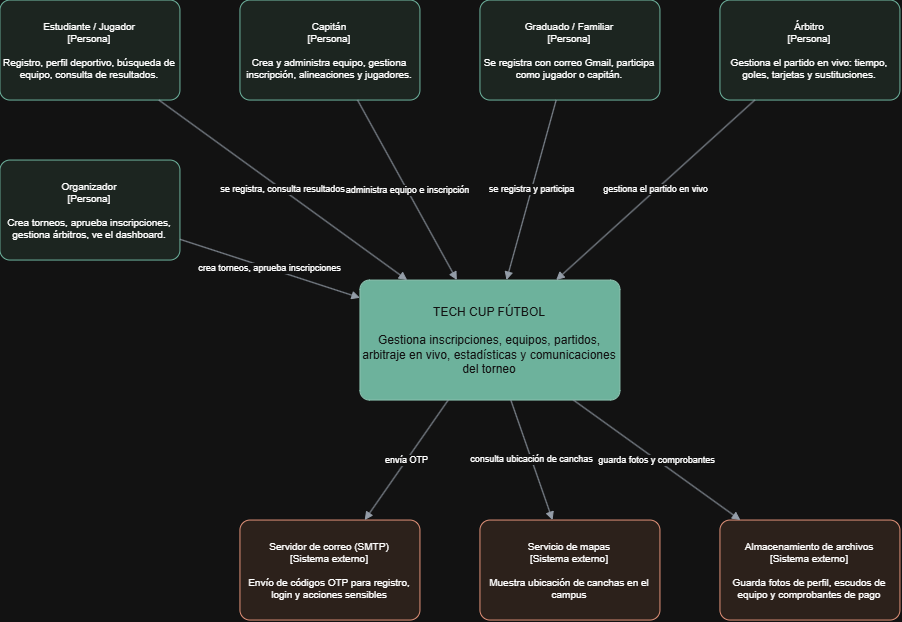 Estudiante / Jugador
[Persona]
Registro, perfil deportivo, búsqueda de
equipo, consulta de resultados.
Capitán
[Persona]
Crea y administra equipo, gestiona
inscripción, alineaciones y jugadores.
Graduado / Familiar
[Persona]
Se registra con correo Gmail, participa
como jugador o capitán.
Árbitro
[Persona]
Gestiona el partido en vivo: tiempo,
goles, tarjetas y sustituciones.
Organizador
[Persona]
Crea torneos, aprueba inscripciones,
gestiona árbitros, ve el dashboard.
se registra, consulta resultados
administra equipo e inscripción
se registra y participa
gestiona el partido en vivo
crea torneos, aprueba inscripciones
TECH CUP FÚTBOL
Gestiona inscripciones, equipos, partidos,
arbitraje en vivo, estadísticas y comunicaciones
del torneo
envía OTP
consulta ubicación de canchas
guarda fotos y comprobantes
Servidor de correo (SMTP)
[Sistema externo]
Envío de códigos OTP para registro,
login y acciones sensibles
Servicio de mapas
[Sistema externo]
Muestra ubicación de canchas en el
campus
Almacenamiento de archivos
[Sistema externo]
Guarda fotos de perfil, escudos de
equipo y comprobantes de pago